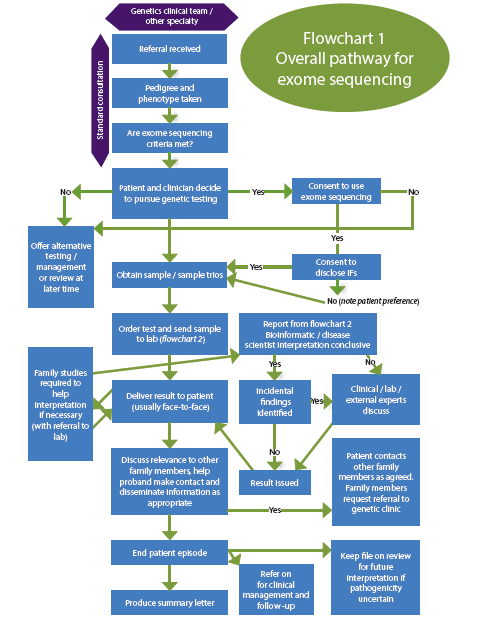 Genetics clinical team /
other specialty
Flowchart 1
Overall pathway for
exome sequencing
Standard consultation
Referral received
Pedigree and
phenotype taken
Are exome sequencing
criteria met?
No
Patient and clinician decide
to pursue genetic testing
Yes
Consent to use
exome sequencing
No
Yes
Offer alternative
testing /
management
or review at
later time
Obtain sample / sample trios
Yes
Consent to
disclose IFs
No (note patient preference)
Order test and send sample
to lab (flowchart 2)
Report from flowchart 2
Bioinformatic / disease
scientist interpretation conclusive
Yes
No
Family studies
required to
help
interpretation
if necessary
(with referral to
lab)
Deliver result to patient
(usually face-to-face)
Incidental
findings
identified
Yes
Clinical / lab /
external experts
discuss
No
Discuss relevance to other
family members, help
proband make contact and
disseminate information as
appropriate
Result issued
Yes
Patient contacts
other family
members as agreed.
Family members
request referral to
genetic clinic
End patient episode
Refer on
for clinical
management and
follow-up
Keep file on review
for future
interpretation if
pathogenicity
uncertain
Produce summary letter